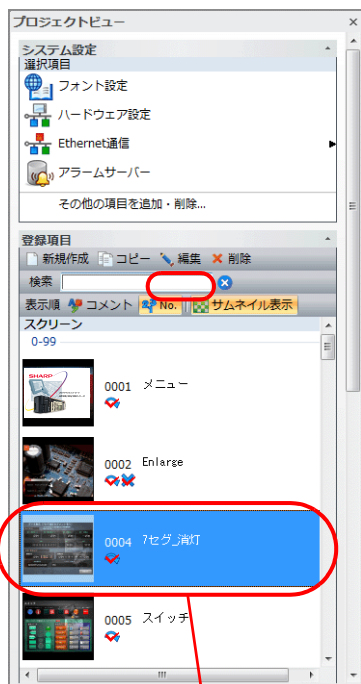 プロジェクトビュー
システム設定
選択項目
フォント設定
ハードウェア設定
Ethernet通信
アラームサーバー
その他の項目を追加・削除...
登録項目
新規作成 コピー 編集 削除
検索
表示順 コメント No. サムネイル表示
スクリーン
0-99
SHARP
0001 メニュー
0002 Enlarge
0004 7セグ_消灯
0005 スイッチ